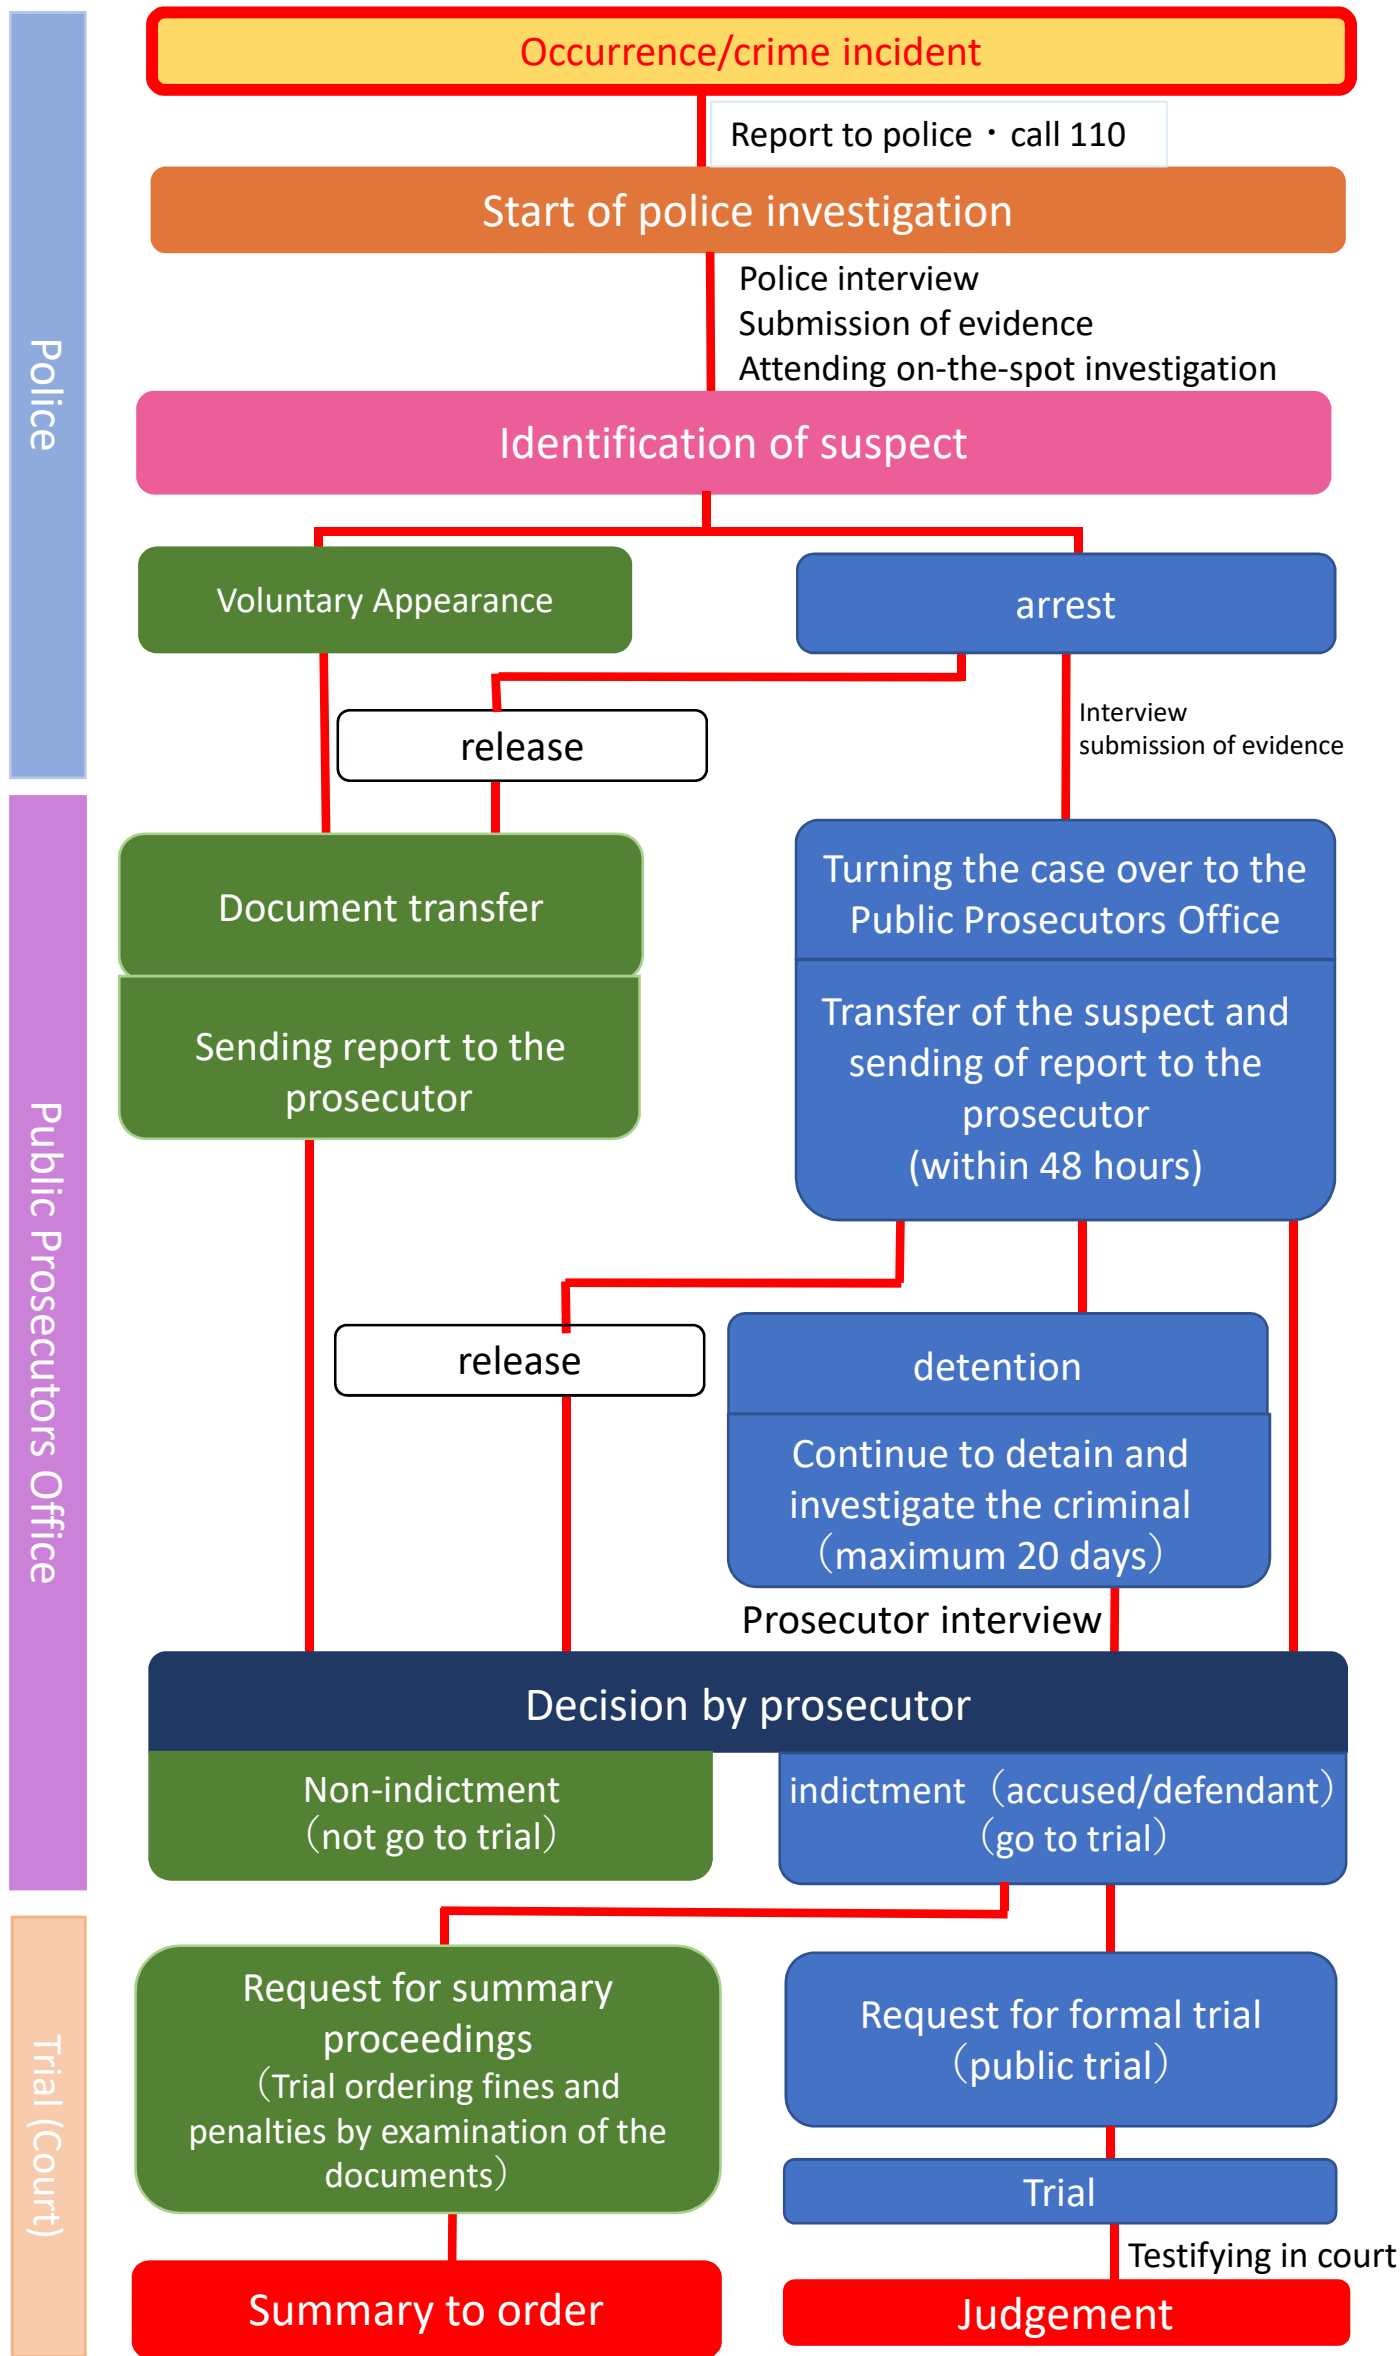 Occurrence/crime incident
Report to police・call 110
Start of police investigation
Police interview
Submission of evidence
Attending on-the-spot investigation
Identification of suspect
Police
Voluntary Appearance
arrest
release
Interview
submission of evidence
Public Prosecutors Office
Document transfer
Sending report to the
prosecutor
Turning the case over to the
Public Prosecutors Office
Transfer of the suspect and
sending of report to the
prosecutor
(within 48 hours)
release
detention
Continue to detain and
investigate the criminal
（maximum 20 days）
Prosecutor interview
Decision by prosecutor
Non-indictment
（not go to trial）
indictment（accused/defendant）
（go to trial）
Trial (Court)
Request for summary
proceedings
（Trial ordering fines and
penalties by examination of the
documents）
Request for formal trial
（public trial）
Trial
Testifying in court
Summary to order
Judgement